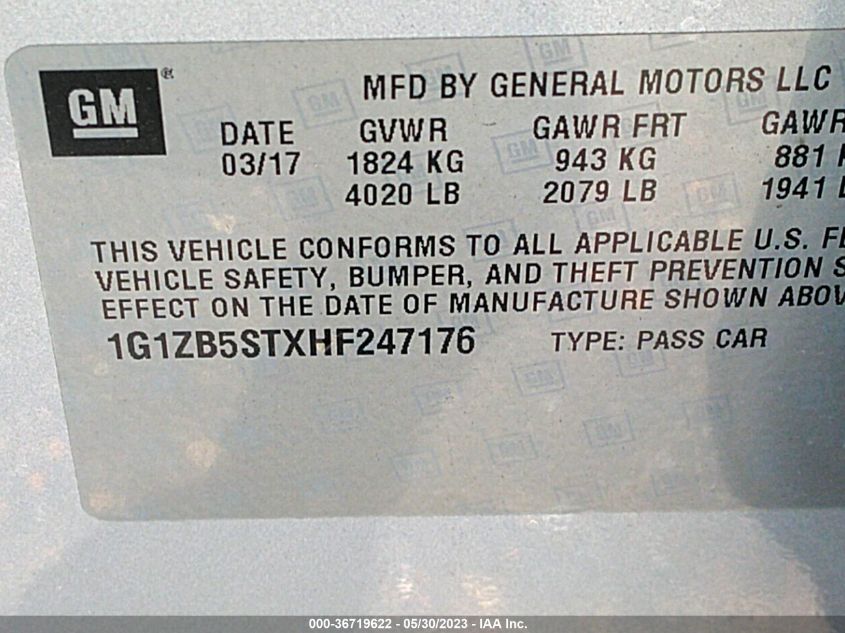 GM ®
MFD BY GENERAL MOTORS LLC
DATE GVWR GAWR FRT GAWR
03/17 1824 KG 943 KG 881
4020 LB 2079 LB 1941
THIS VEHICLE CONFORMS TO ALL APPLICABLE U.S.
VEHICLE SAFETY, BUMPER, AND THEFT PREVENTION
EFFECT ON THE DATE OF MANUFACTURE SHOWN
1G1ZB5STXHF247176 TYPE: PASS CAR
000-36719622 - 05/30/2023 - IAA Inc.